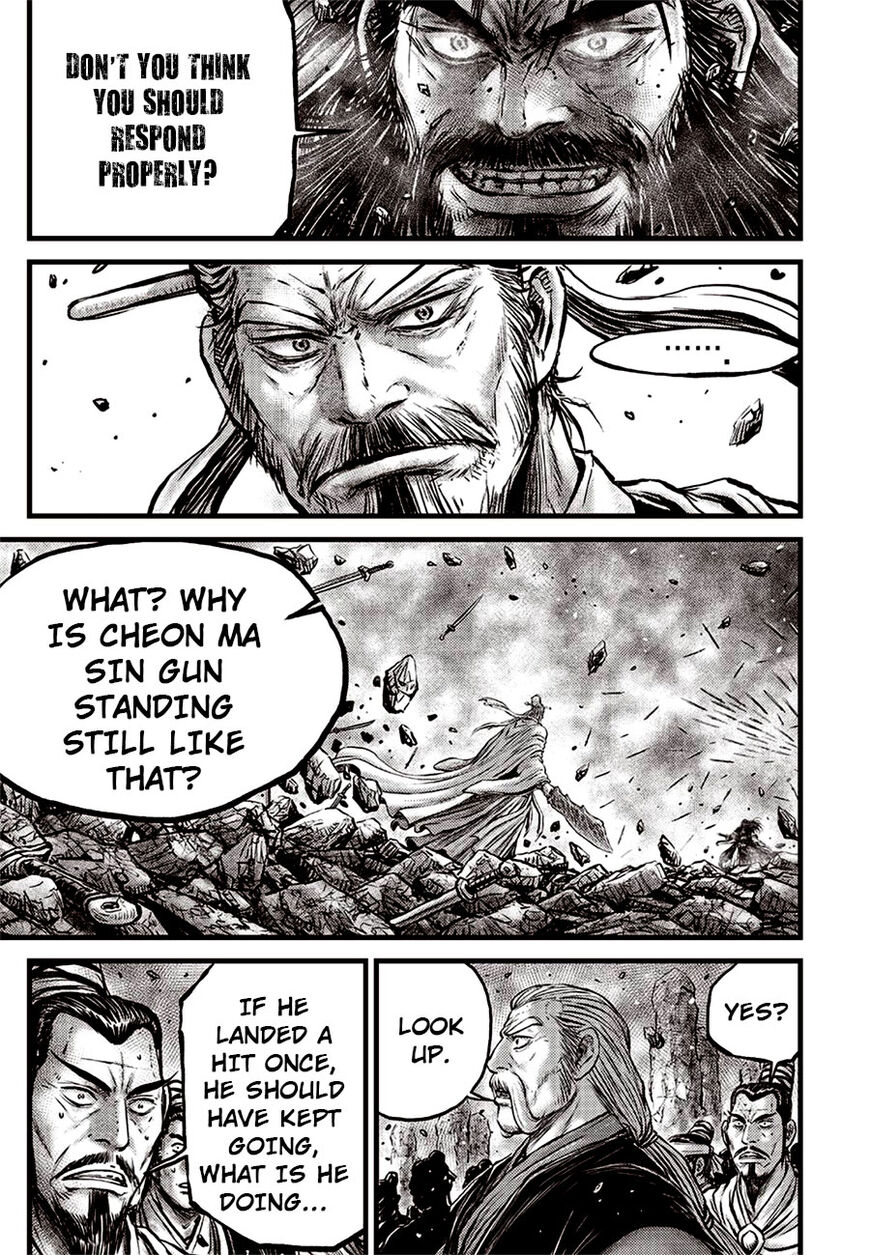 DON'T YOU THINK
YOU SHOULD
RESPOND
PROPERLY?
.......
WHAT? WHY
IS CHEON MA
SIN GUN
STANDING
STILL LIKE
THAT?
IF HE
LANDED A
HIT ONCE,
HE SHOULD
HAVE KEPT
GOING,
WHAT IS HE
DOING...
LOOK
UP.
YES?